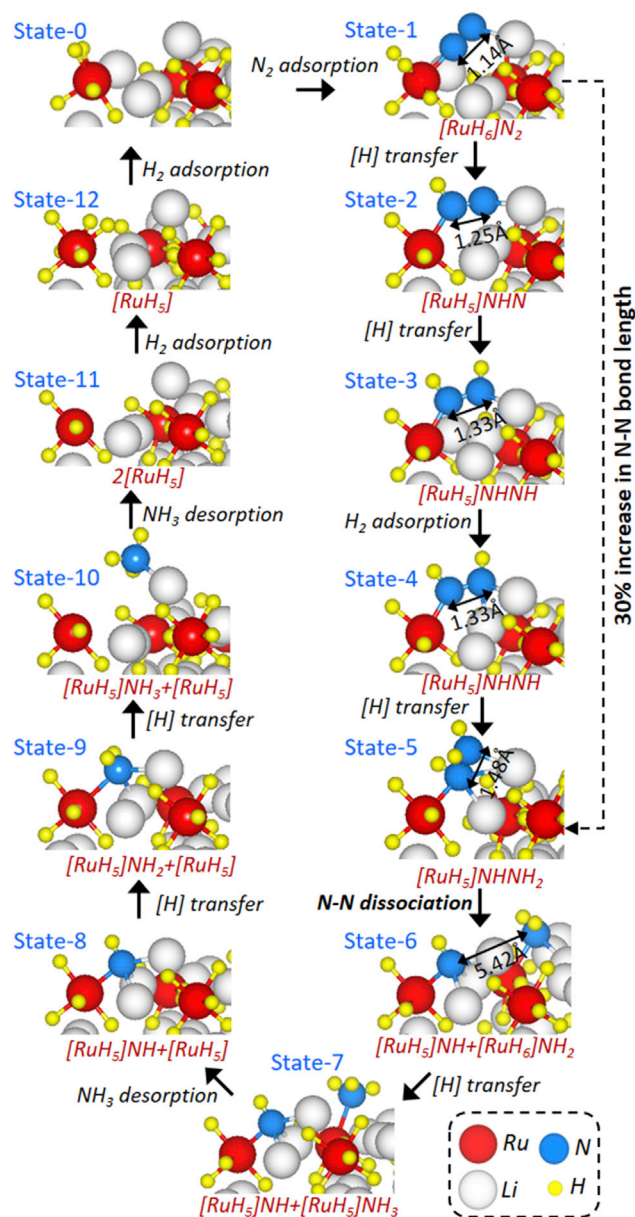 State-0
N2 adsorption
State-1
1.14Å
[RuH6]N2
[H] transfer
State-2
1.25Å
[RuH5]NHN
[H] transfer
State-3
1.33Å
[RuH5]NHNH
H2 adsorption
State-4
1.33Å
[RuH5]NHNH
[H] transfer
State-5
1.48Å
[RuH5]NHNH2
N-N dissociation
State-6
5.42Å
[RuH5]NH+[RuH6]NH2
[H] transfer
State-7
[RuH5]NH+[RuH5]NH3
NH3 desorption
State-8
[RuH5]NH+[RuH5]
[H] transfer
State-9
[RuH5]NH2+[RuH5]
[H] transfer
State-10
[RuH5]NH3+[RuH5]
NH3 desorption
State-11
2[RuH5]
H2 adsorption
State-12
[RuH5]
H2 adsorption
30% increase in N-N bond length
Ru
N
Li
H